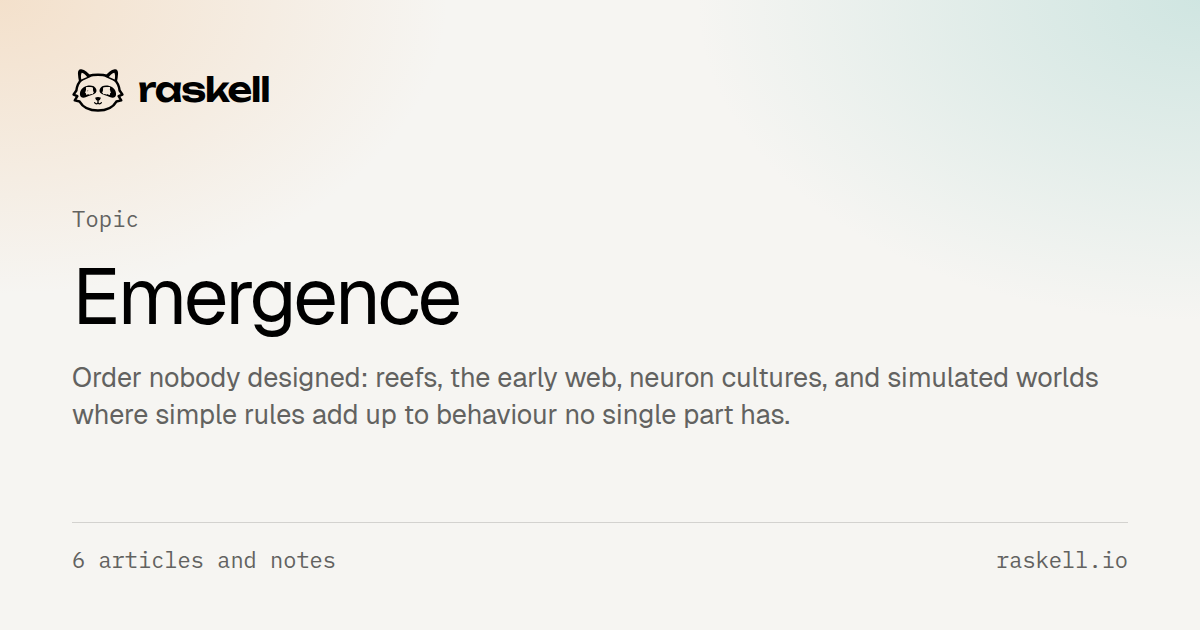 raskell
Topic
Emergence
Order nobody designed: reefs, the early web, neuron cultures, and simulated worlds
where simple rules add up to behaviour no single part has.
6 articles and notes
raskell.io